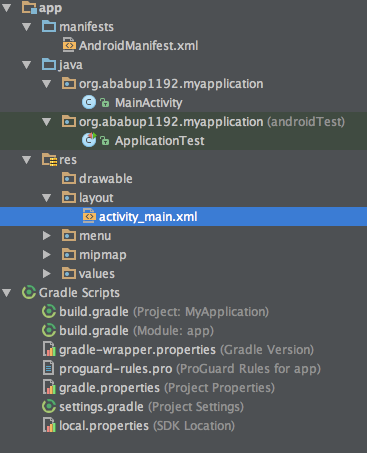 app
manifests
AndroidManifest.xml
java
org.ababup1192.myapplication
MainActivity
org.ababup1192.myapplication (androidTest)
ApplicationTest
res
drawable
layout
activity_main.xml
menu
mipmap
values
Gradle Scripts
build.gradle (Project: MyApplication)
build.gradle (Module: app)
gradle-wrapper.properties (Gradle Version)
proguard-rules.pro (ProGuard Rules for app)
gradle.properties (Project Properties)
settings.gradle (Project Settings)
local.properties (SDK Location)